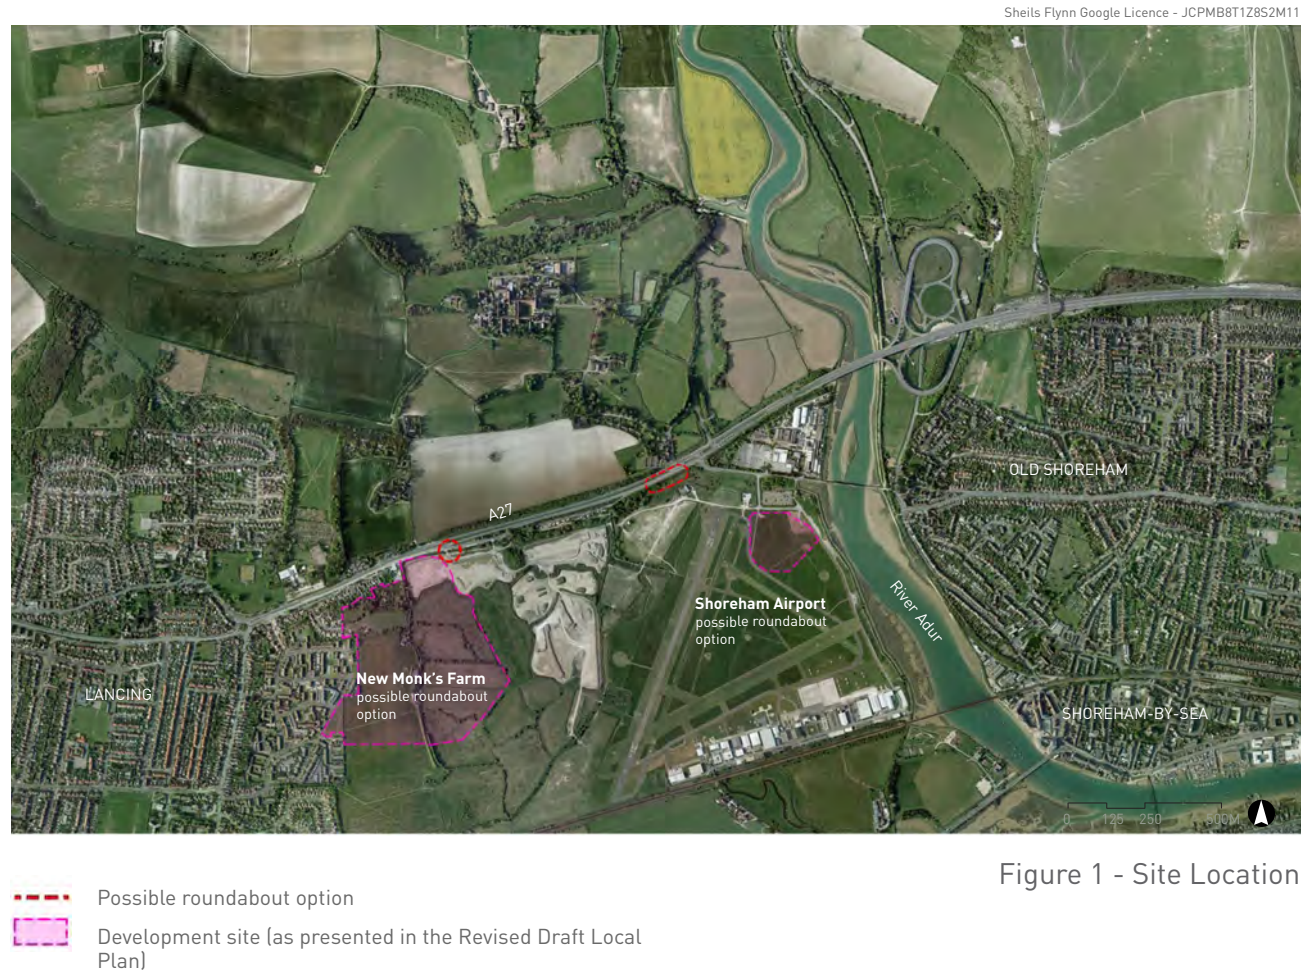 Sheils Flynn Google Licence - JCPMB8T1Z8S2M11
OLD SHOREHAM
A27
River Adur
Shoreham Airport
possible roundabout
option
New Monk's Farm
possible roundabout
option
LANCING
SHOREHAM-BY-SEA
0 125 250 500M
Figure 1 - Site Location
Possible roundabout option
Development site (as presented in the Revised Draft Local
Plan)